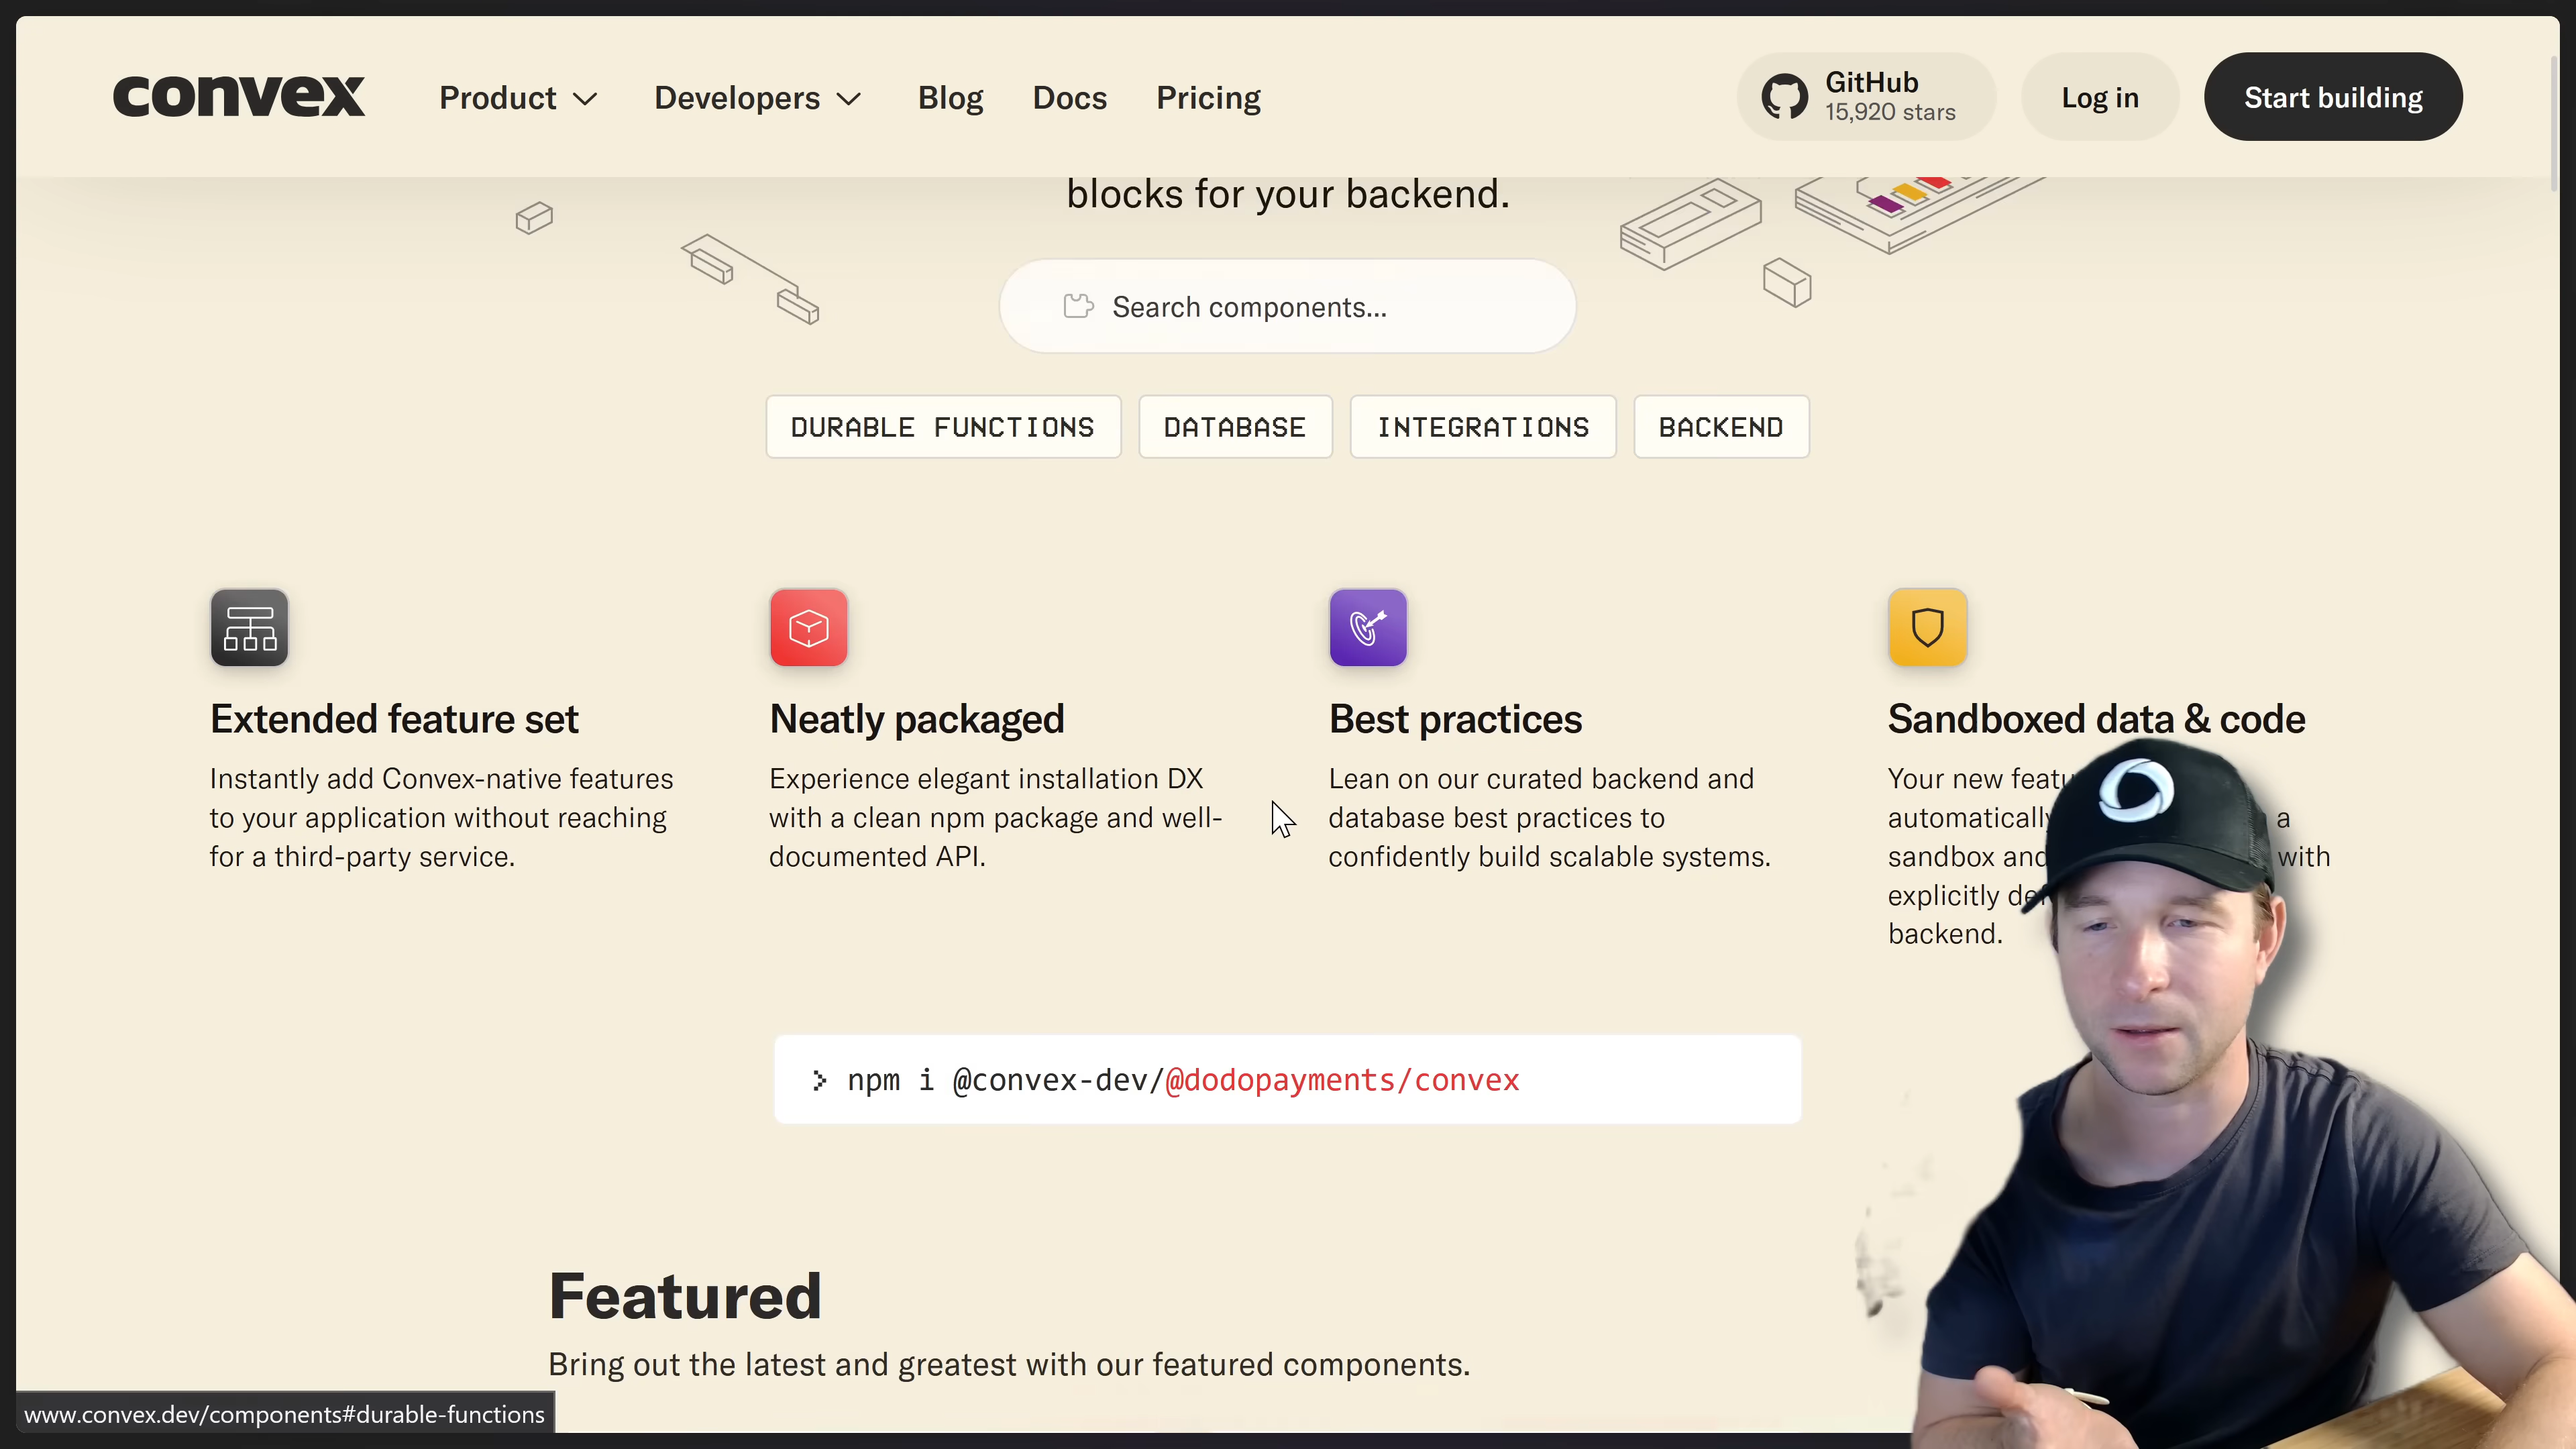 convex
Product
Developers
Blog
Docs
Pricing
GitHub
15,920 stars
Log in
Start building
blocks for your backend.
Search components...
DURABLE FUNCTIONS
DATABASE
INTEGRATIONS
BACKEND
Extended feature set
Instantly add Convex-native features
to your application without reaching
for a third-party service.
Neatly packaged
Experience elegant installation DX
with a clean npm package and well-
documented API.
Best practices
Lean on our curated backend and
database best practices to
confidently build scalable systems.
Sandboxed data & code
Your new
automatically a
sandbox and with
explicitly
backend.
> npm i @convex-dev/@dodopayments/convex
Featured
Bring out the latest and greatest with our featured components.
www.convex.dev/components#durable-functions